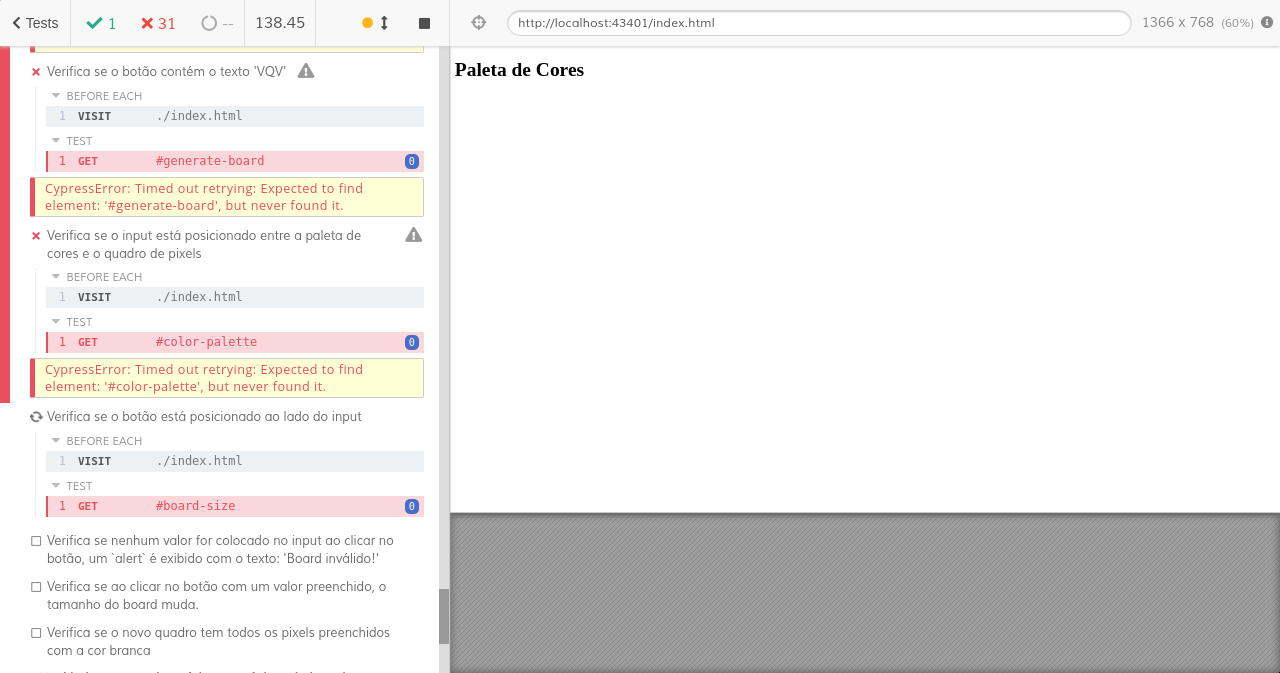 Tests 1 31 -- 138.45 http://localhost:43401/index.html 1366 x 768 (60%)
Verifica se o botão contém o texto 'VQV'
BEFORE EACH
1 VISIT ./index.html
TEST
1 GET #generate-board 0
CypressError: Timed out retrying: Expected to find
element: '#generate-board', but never found it.
Verifica se o input está posicionado entre a paleta de
cores e o quadro de pixels
BEFORE EACH
1 VISIT ./index.html
TEST
1 GET #color-palette 0
CypressError: Timed out retrying: Expected to find
element: '#color-palette', but never found it.
Verifica se o botão está posicionado ao lado do input
BEFORE EACH
1 VISIT ./index.html
TEST
1 GET #board-size 0
Verifica se nenhum valor for colocado no input ao clicar no
botão, um `alert` é exibido com o texto: 'Board inválido!'
Verifica se ao clicar no botão com um valor preenchido, o
tamanho do board muda.
Verifica se o novo quadro tem todos os pixels preenchidos
com a cor branca
Paleta de Cores